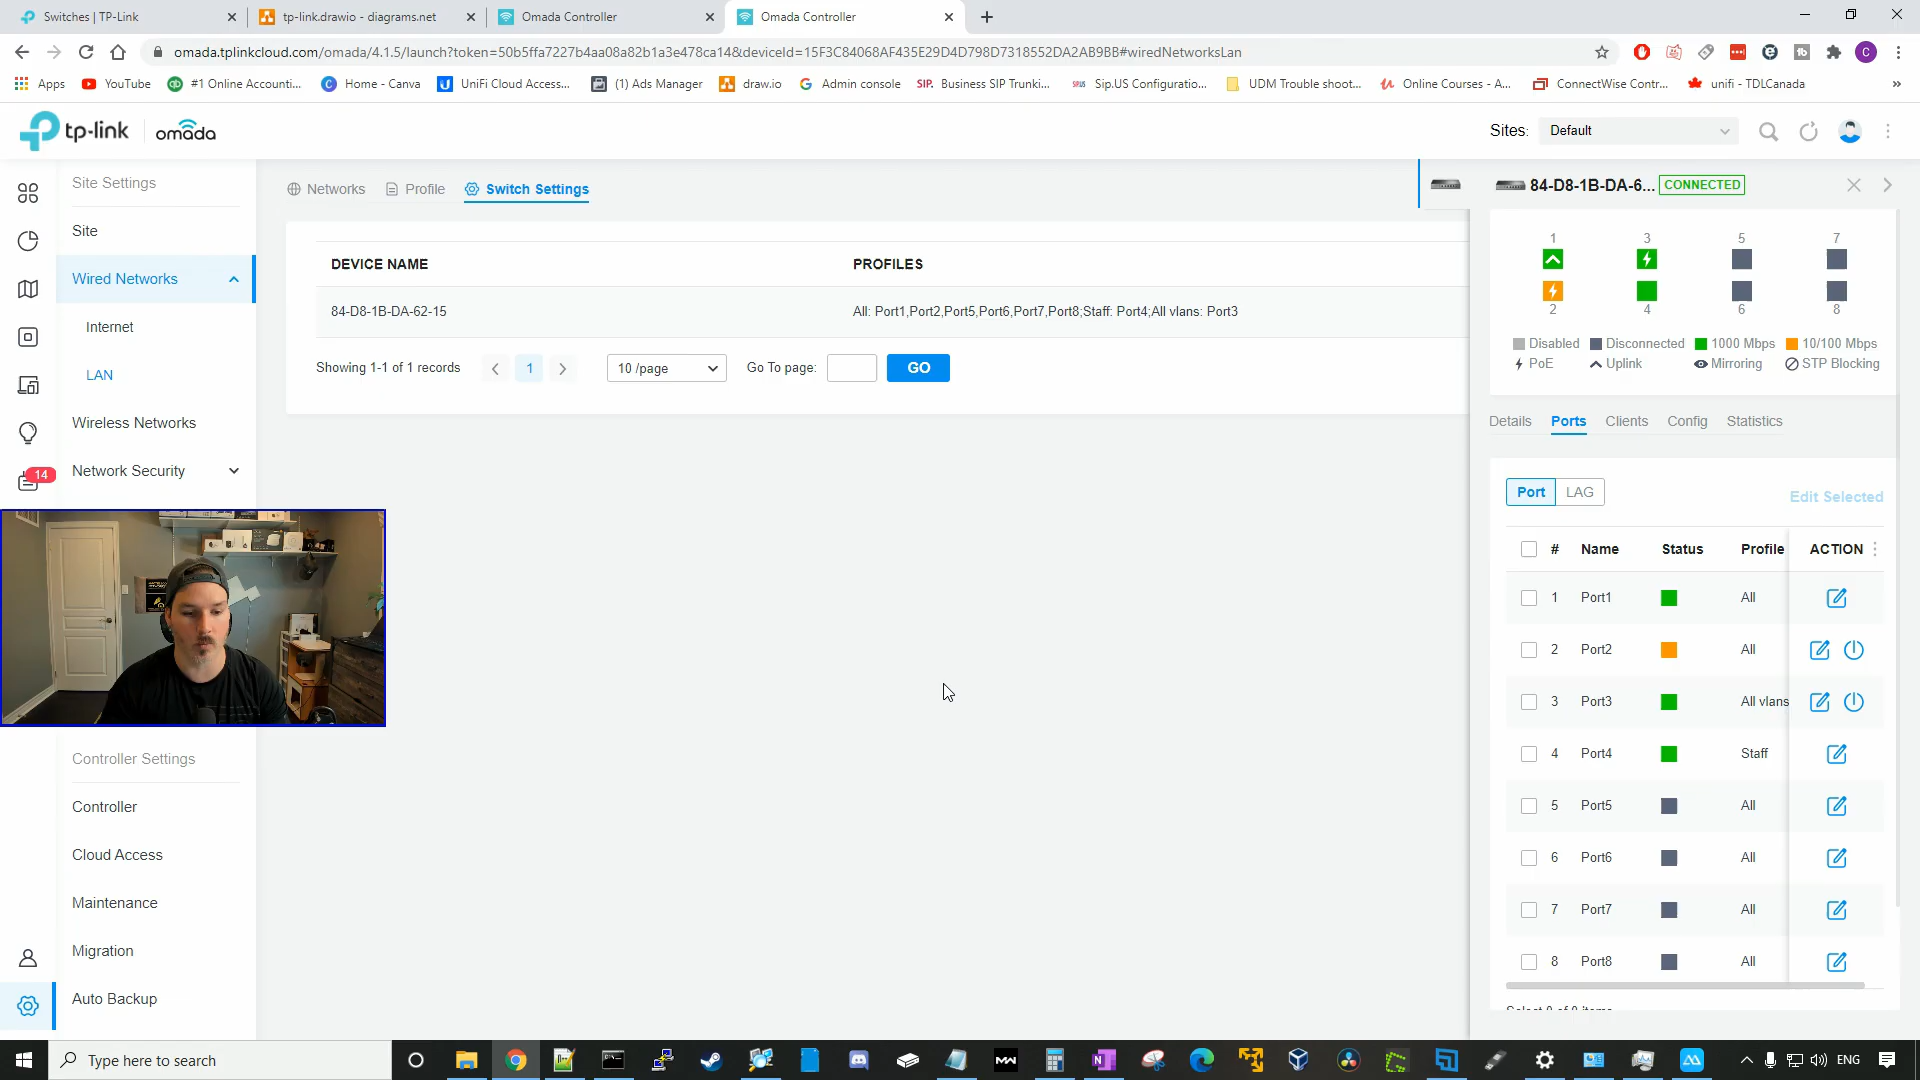 Switches | TP-Link
tp-link.drawio - diagrams.net
Omada Controller
Omada Controller
omada.tplinkcloud.com/omada/4.1.5/launch?token=50b5ffa7227b4aa08a82b1a3e478ca14&deviceId=15F3C84068AF435E29D4D798D7318552DA2AB9BB#wiredNetworksLan
Apps
YouTube
#1 Online Accounti...
Home - Canva
UniFi Cloud Access...
(1) Ads Manager
draw.io
Admin console
SIP. Business SIP Trunki...
Sip.US Configuratio...
UDM Trouble shoot...
Online Courses - A...
ConnectWise Contr...
unifi - TDLCanada
tp-link
omada
Sites:
Default
Site Settings
Site
Wired Networks
Internet
LAN
Wireless Networks
Network Security
14
Controller Settings
Controller
Cloud Access
Maintenance
Migration
Auto Backup
Networks
Profile
Switch Settings
DEVICE NAME
PROFILES
84-D8-1B-DA-62-15
All: Port1,Port2,Port5,Port6,Port7,Port8;Staff: Port4;All vlans: Port3
Showing 1-1 of 1 records
1
10 /page
Go To page:
GO
84-D8-1B-DA-6...
CONNECTED
1 3 5 7
2 4 6 8
Disabled
Disconnected
1000 Mbps
10/100 Mbps
PoE
Uplink
Mirroring
STP Blocking
Details
Ports
Clients
Config
Statistics
Port
LAG
Edit Selected
# Name Status Profile ACTION
1 Port1 All
2 Port2 All
3 Port3 All vlans
4 Port4 Staff
5 Port5 All
6 Port6 All
7 Port7 All
8 Port8 All
Type here to search
ENG